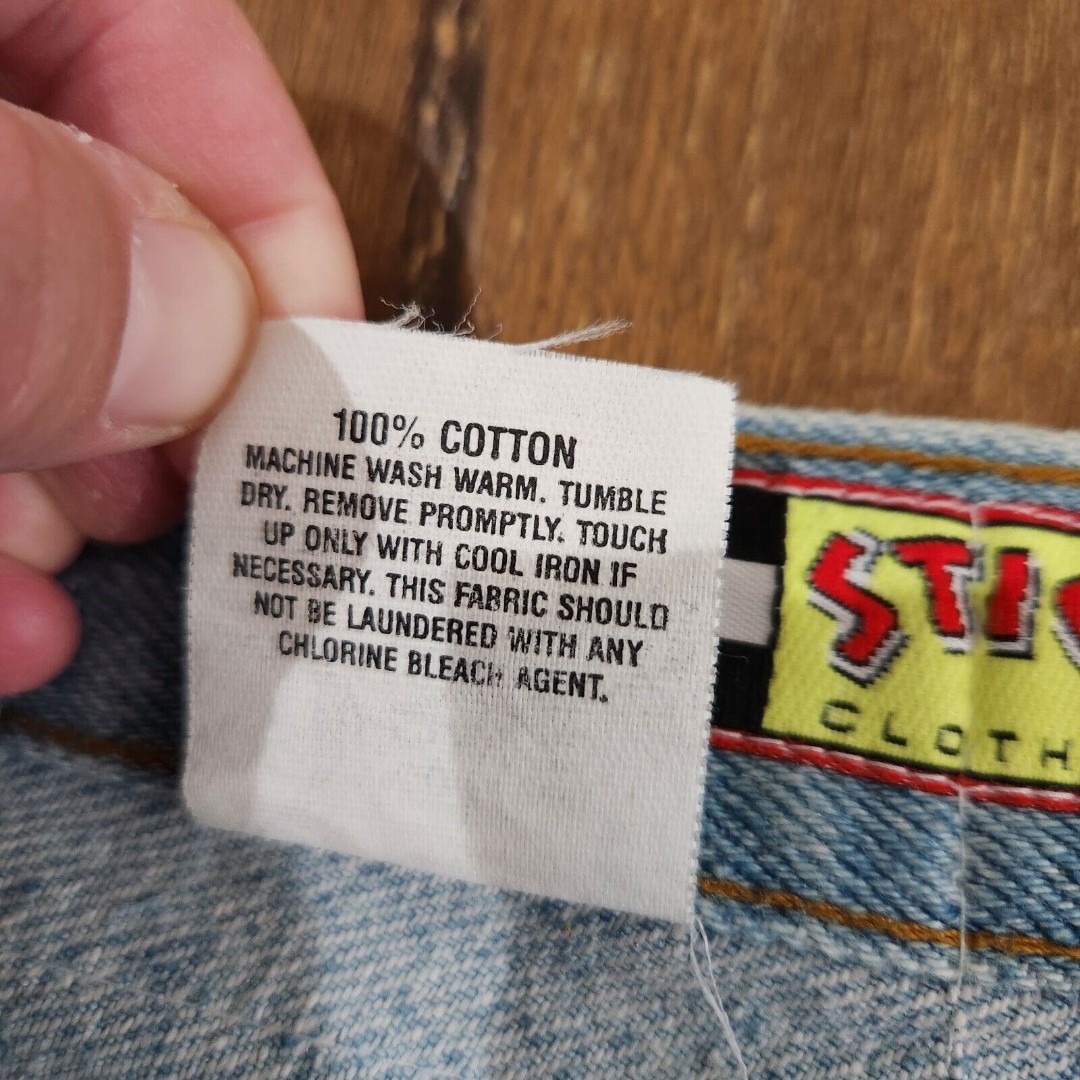 100% COTTON
MACHINE WASH WARM. TUMBLE
DRY. REMOVE PROMPTLY. TOUCH
UP ONLY WITH COOL IRON IF
NECESSARY. THIS FABRIC SHOULD
NOT BE LAUNDERED WITH ANY
CHLORINE BLEACH AGENT.